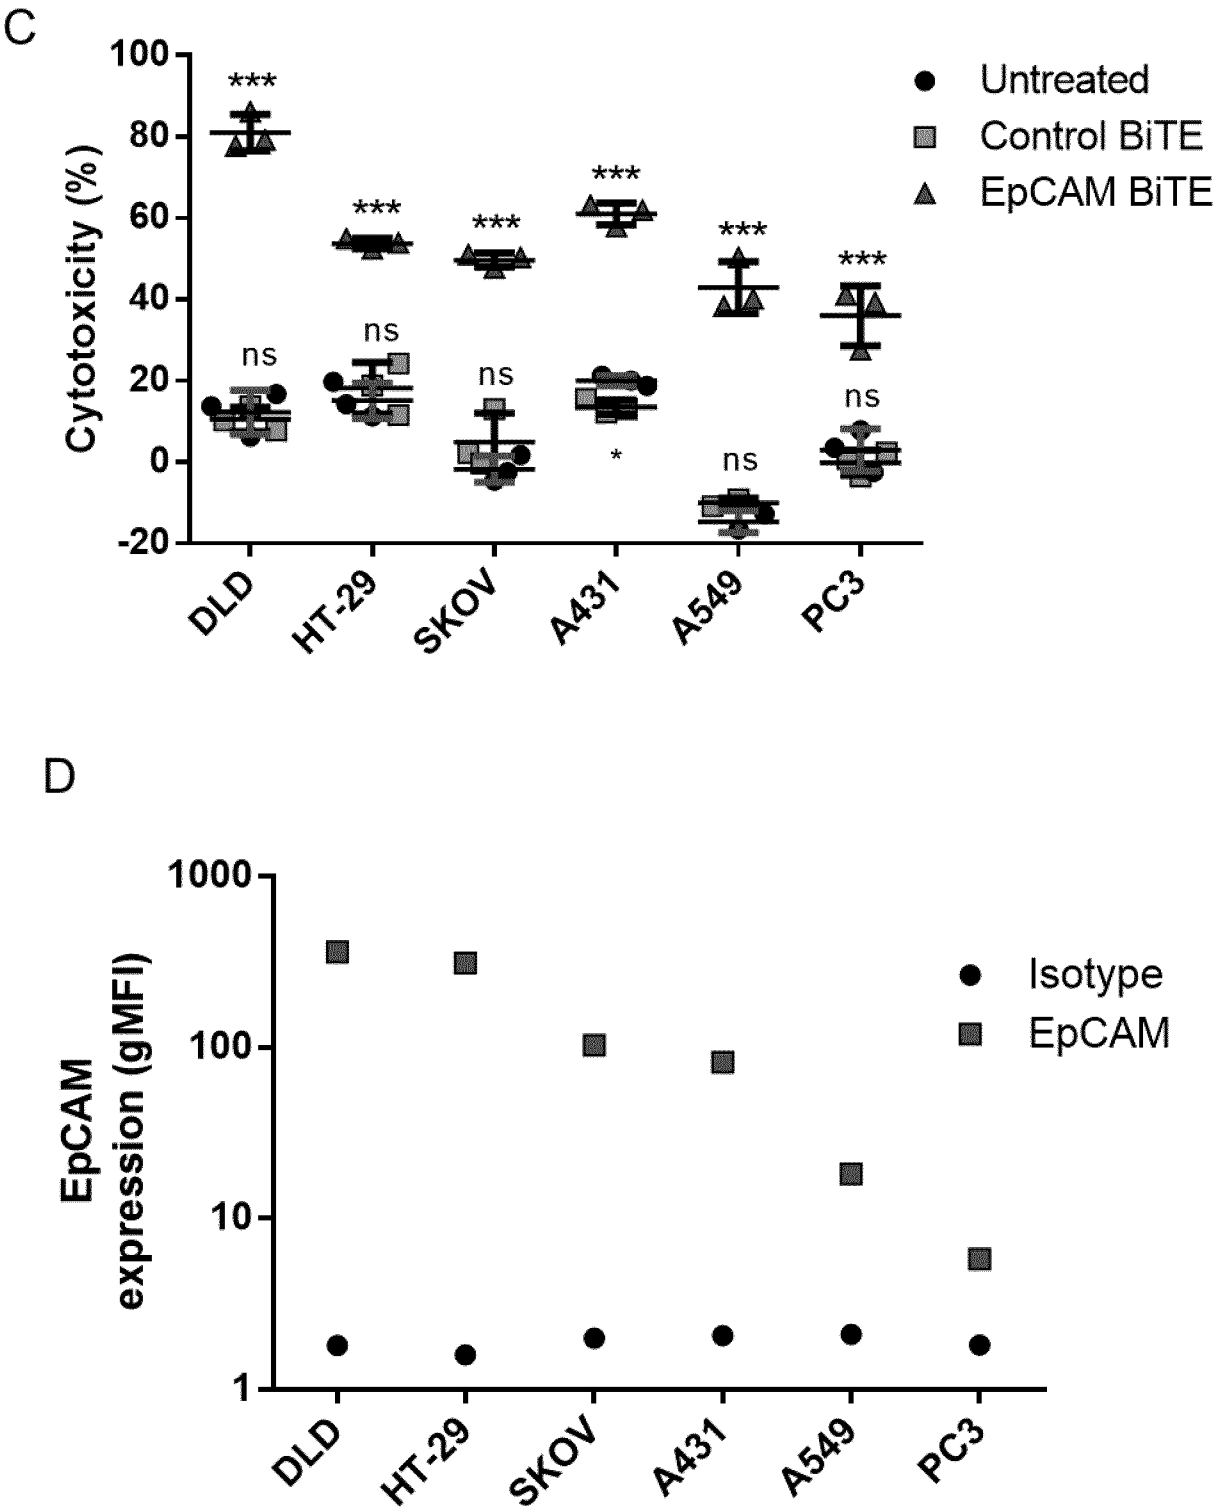 C
100
80
60
40
20
0
-20
Cytotoxicity (%)
***
***
***
***
***
***
ns
ns
ns
*
ns
ns
Untreated
Control BiTE
EpCAM BiTE
DLD
HT-29
SKOV
A431
A549
PC3
D
1000
100
10
1
EpCAM
expression (gMFI)
Isotype
EpCAM
DLD
HT-29
SKOV
A431
A549
PC3